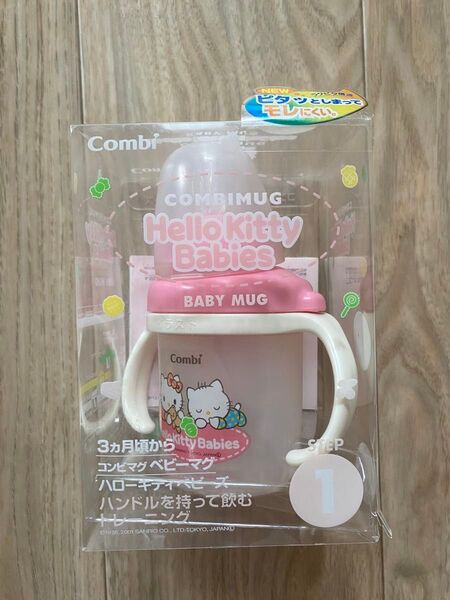 NEW
ピタッとしまって
モレにくい。
Combi
COMBIMUG
Hello Kitty
Babies
BABY MUG
Combi
Kitty Babies
3ヵ月頃から
コンビマグ ベビーマグ
ハローキティベビーズ
ハンドルを持って飲む
トレーニング
STEP
1